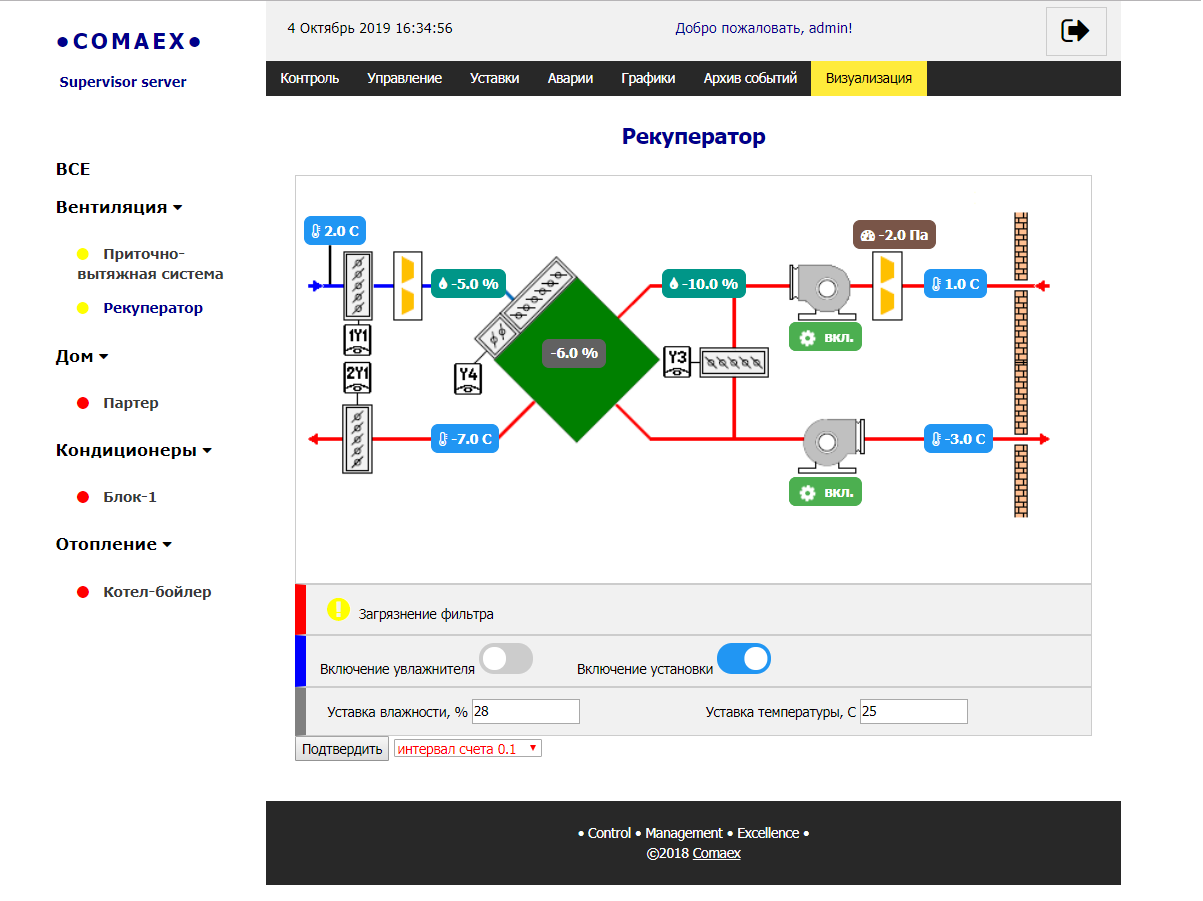 ●COMAEX●
Supervisor server
4 Октябрь 2019 16:34:56
Добро пожаловать, admin!
Контроль Управление Уставки Аварии Графики Архив событий Визуализация
ВСЕ
Вентиляция
Приточно-
вытяжная система
Рекуператор
Дом
Партер
Кондиционеры
Блок-1
Отопление
Котел-бойлер
Рекуператор
2.0 C
-2.0 Па
-5.0 %
-10.0 %
1.0 C
1Y1
вкл.
-6.0 %
Y3
2Y1
Y4
-7.0 C
-3.0 C
вкл.
Загрязнение фильтра
Включение увлажнителя Включение установки
Уставка влажности, % 28 Уставка температуры, С 25
Подтвердить интервал счета 0.1
• Control • Management • Excellence •
©2018 Comaex